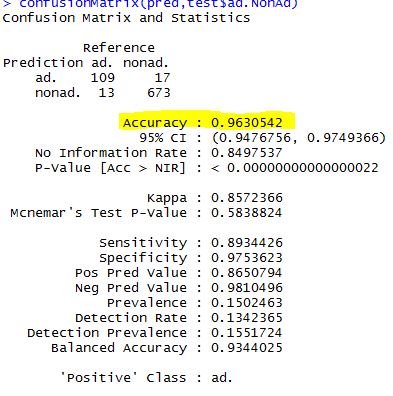 > confusionMatrix(pred,test$ad.NonAd)
Confusion Matrix and Statistics
Reference
Prediction ad. nonad.
ad. 109 17
nonad. 13 673
Accuracy : 0.9630542
95% CI : (0.9476756, 0.9749366)
No Information Rate : 0.8497537
P-Value [Acc > NIR] : < 0.00000000000000022
Kappa : 0.8572366
Mcnemar's Test P-Value : 0.5838824
Sensitivity : 0.8934426
Specificity : 0.9753623
Pos Pred Value : 0.8650794
Neg Pred Value : 0.9810496
Prevalence : 0.1502463
Detection Rate : 0.1342365
Detection Prevalence : 0.1551724
Balanced Accuracy : 0.9344025
'Positive' Class : ad.